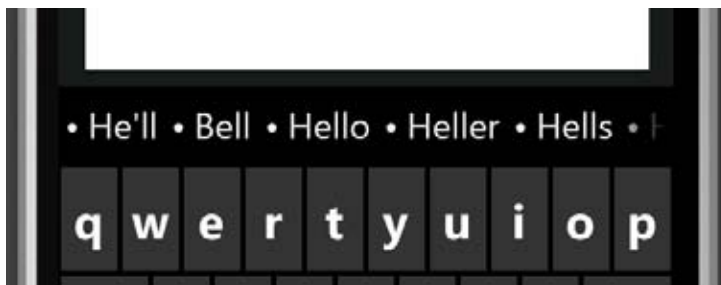 • He'll • Bell • Hello • Heller • Hells •
q w e r t y u i o p